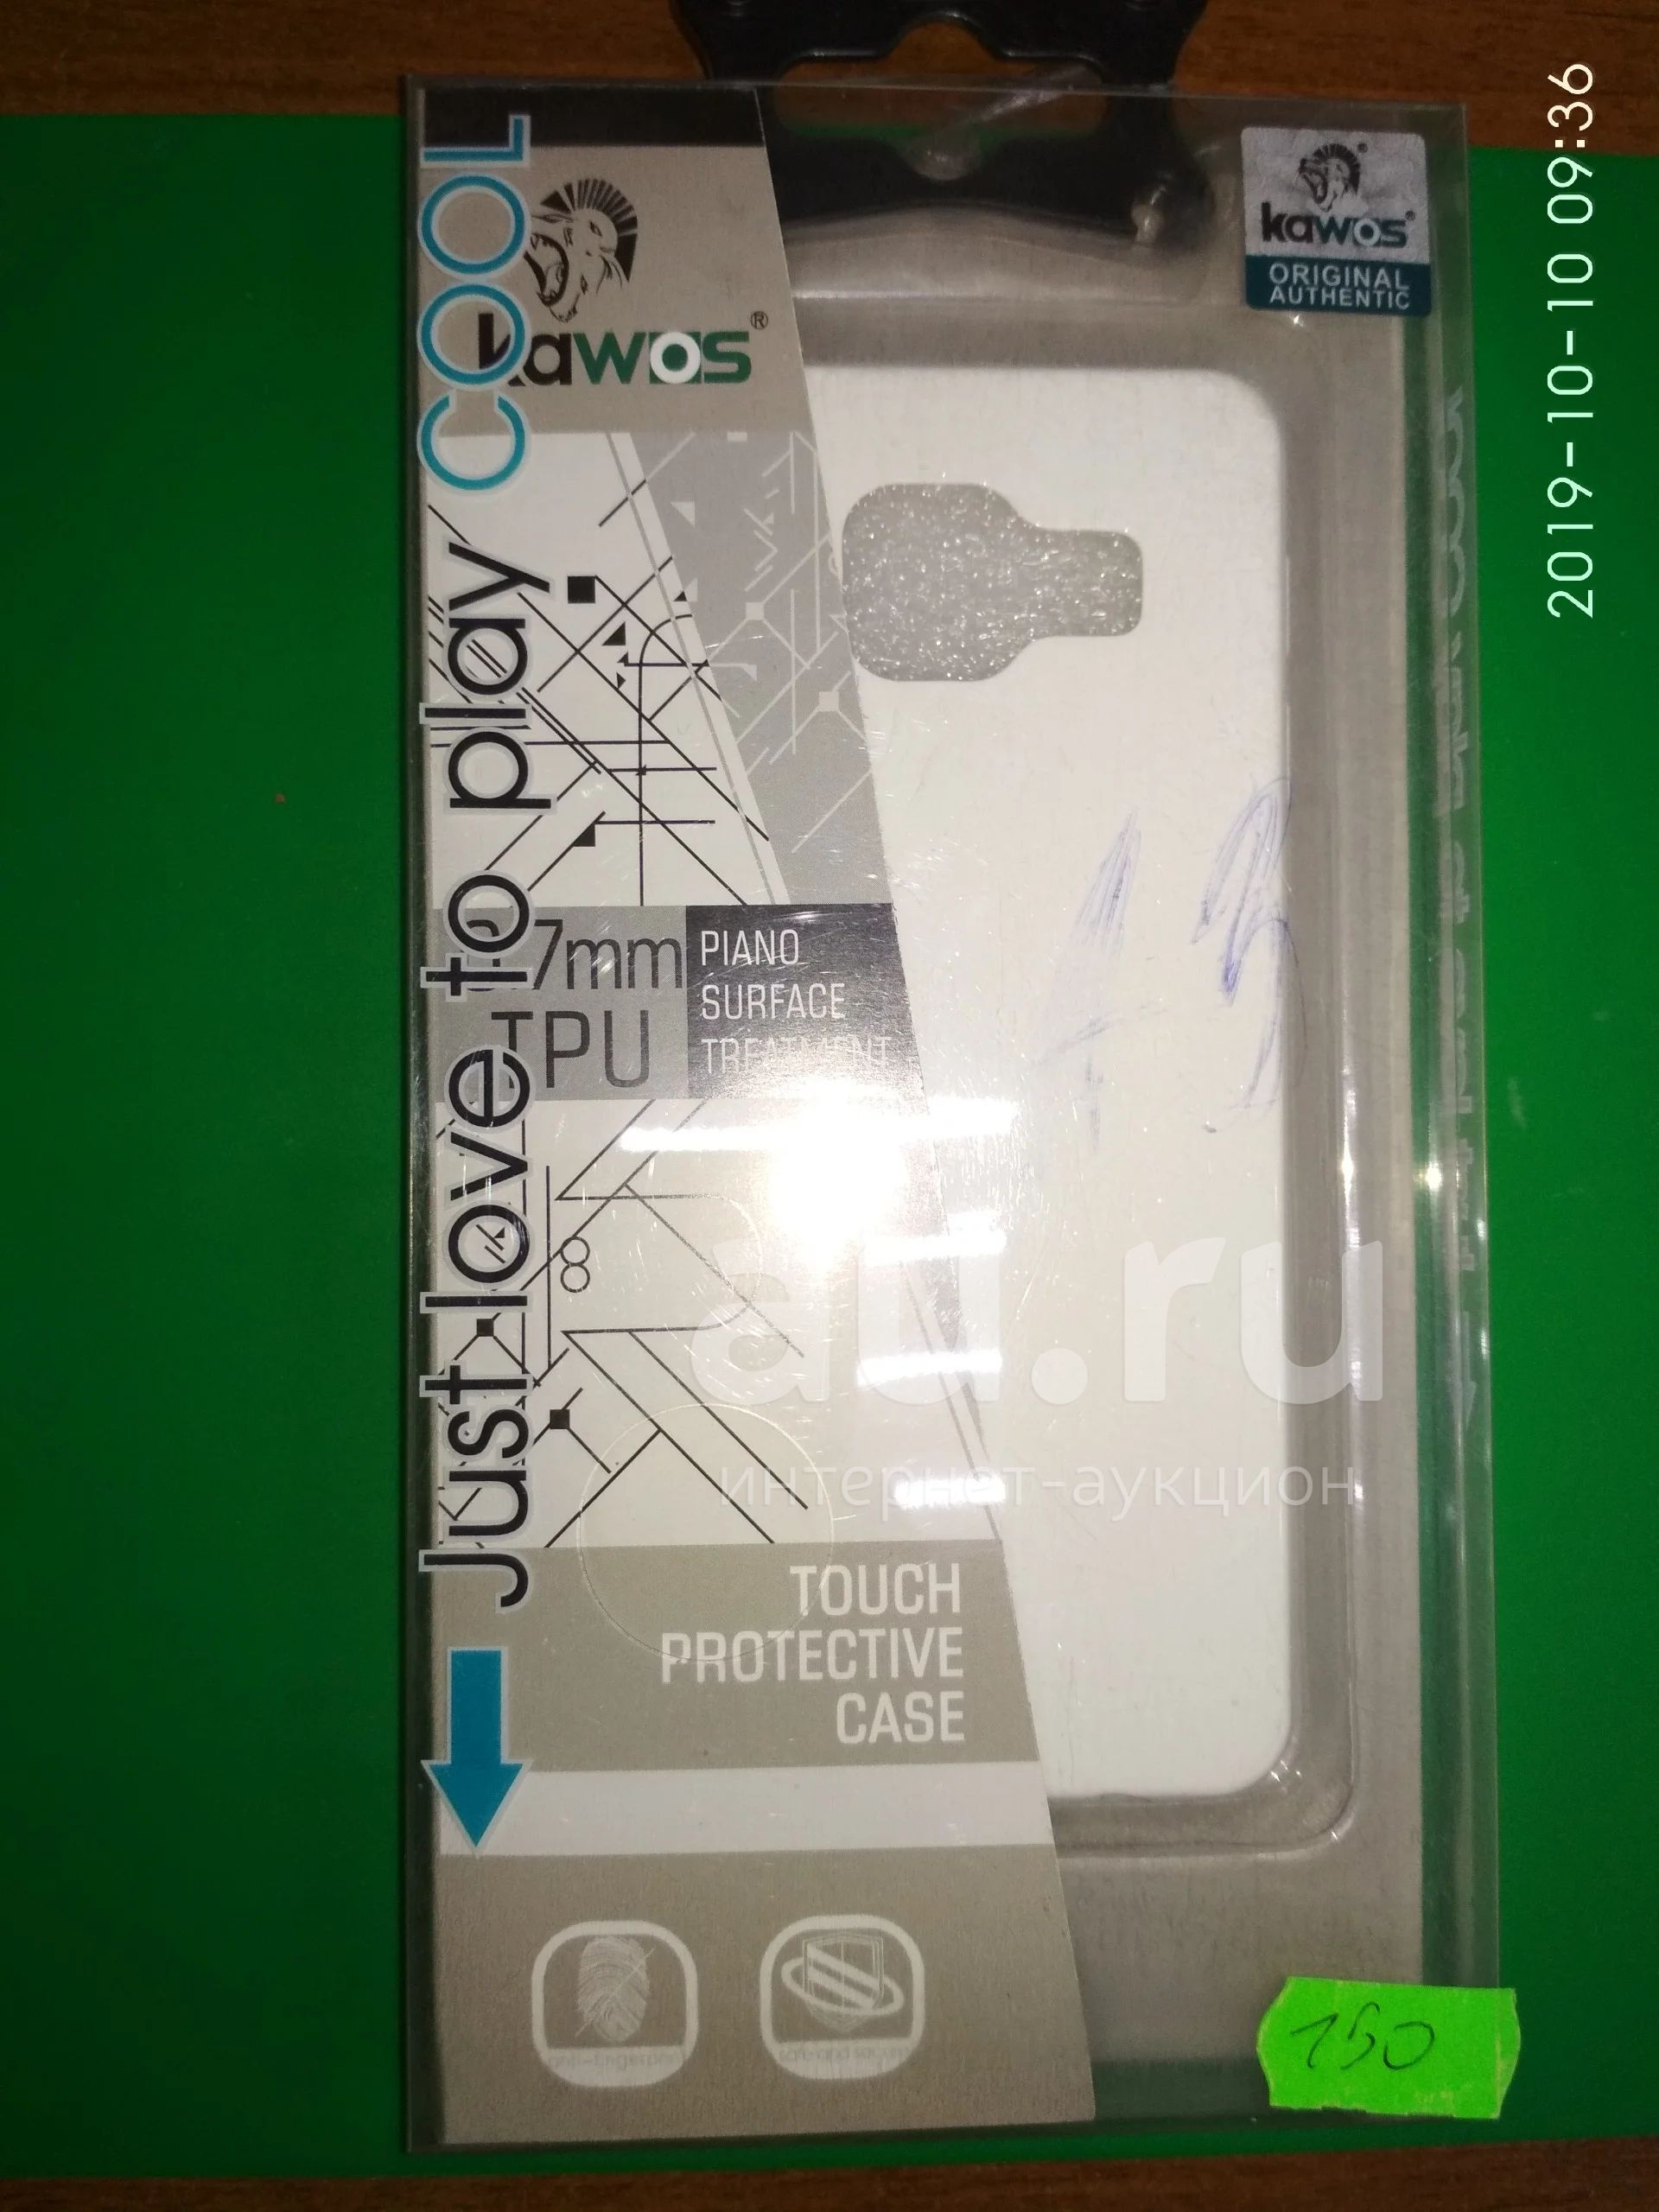 2019-10-10 09:36
kawos®
ORIGINAL
AUTHENTIC
kawos®
Just love to play COOL
7mm
TPU
PIANO
SURFACE
TREATMENT
A3
au.ru
интернет-аукцион
TOUCH
PROTECTIVE
CASE
150